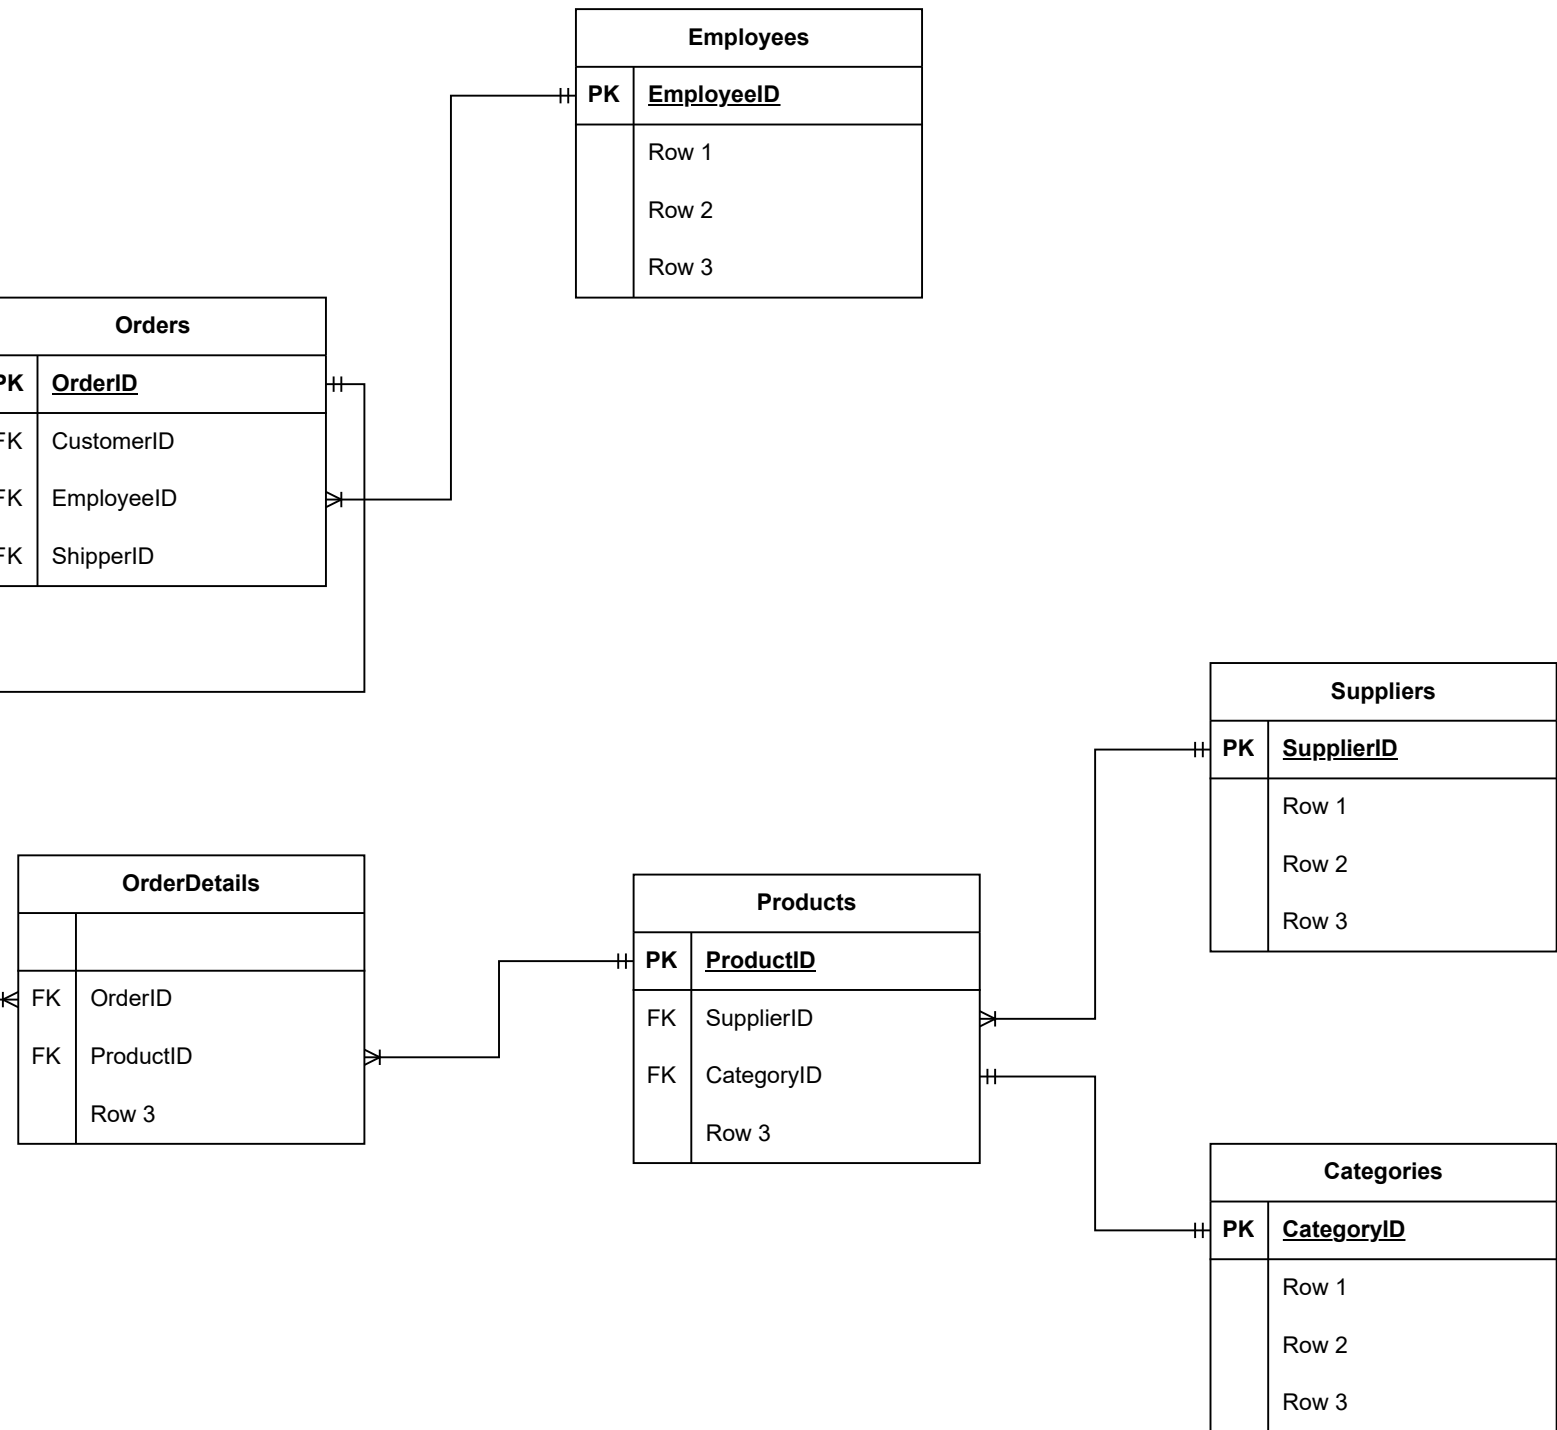 Employees
PK EmployeeID
Row 1
Row 2
Row 3
Orders
PK OrderID
FK CustomerID
FK EmployeeID
FK ShipperID
Suppliers
PK SupplierID
Row 1
Row 2
Row 3
OrderDetails
FK OrderID
FK ProductID
Row 3
Products
PK ProductID
FK SupplierID
FK CategoryID
Row 3
Categories
PK CategoryID
Row 1
Row 2
Row 3